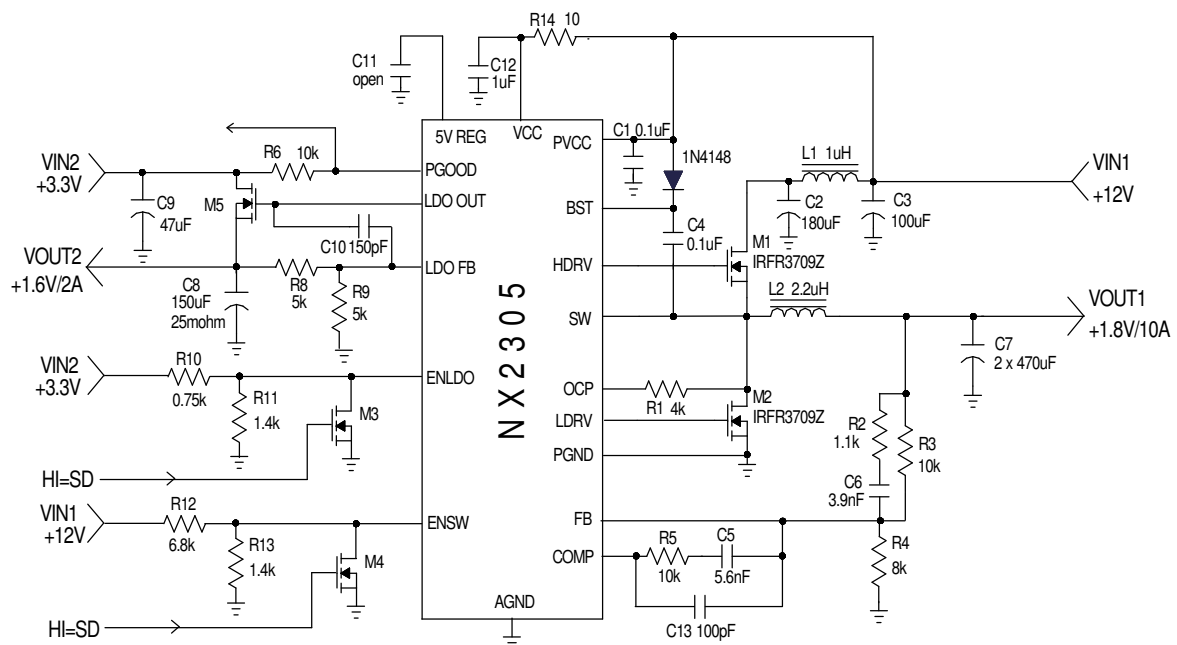 R14 10
C11
open
C12
1uF
5V REG
VCC
PVCC
C1 0.1uF
1N4148
L1 1uH
VIN1
+12V
VIN2
+3.3V
R6 10k
PGOOD
C9
47uF
M5
LDO OUT
BST
C2
180uF
C3
100uF
C10 150pF
C4
0.1uF
M1
IRFR3709Z
HDRV
VOUT2
+1.6V/2A
C8
150uF
25mohm
R8
5k
R9
5k
LDO FB
NX2305
SW
L2 2.2uH
VOUT1
+1.8V/10A
C7
2 x 470uF
VIN2
+3.3V
R10
0.75k
R11
1.4k
M3
ENLDO
OCP
R1 4k
M2
IRFR3709Z
LDRV
PGND
R2
1.1k
R3
10k
C6
3.9nF
HI=SD
VIN1
+12V
R12
6.8k
R13
1.4k
M4
ENSW
FB
COMP
R5
10k
C5
5.6nF
R4
8k
C13 100pF
AGND
HI=SD